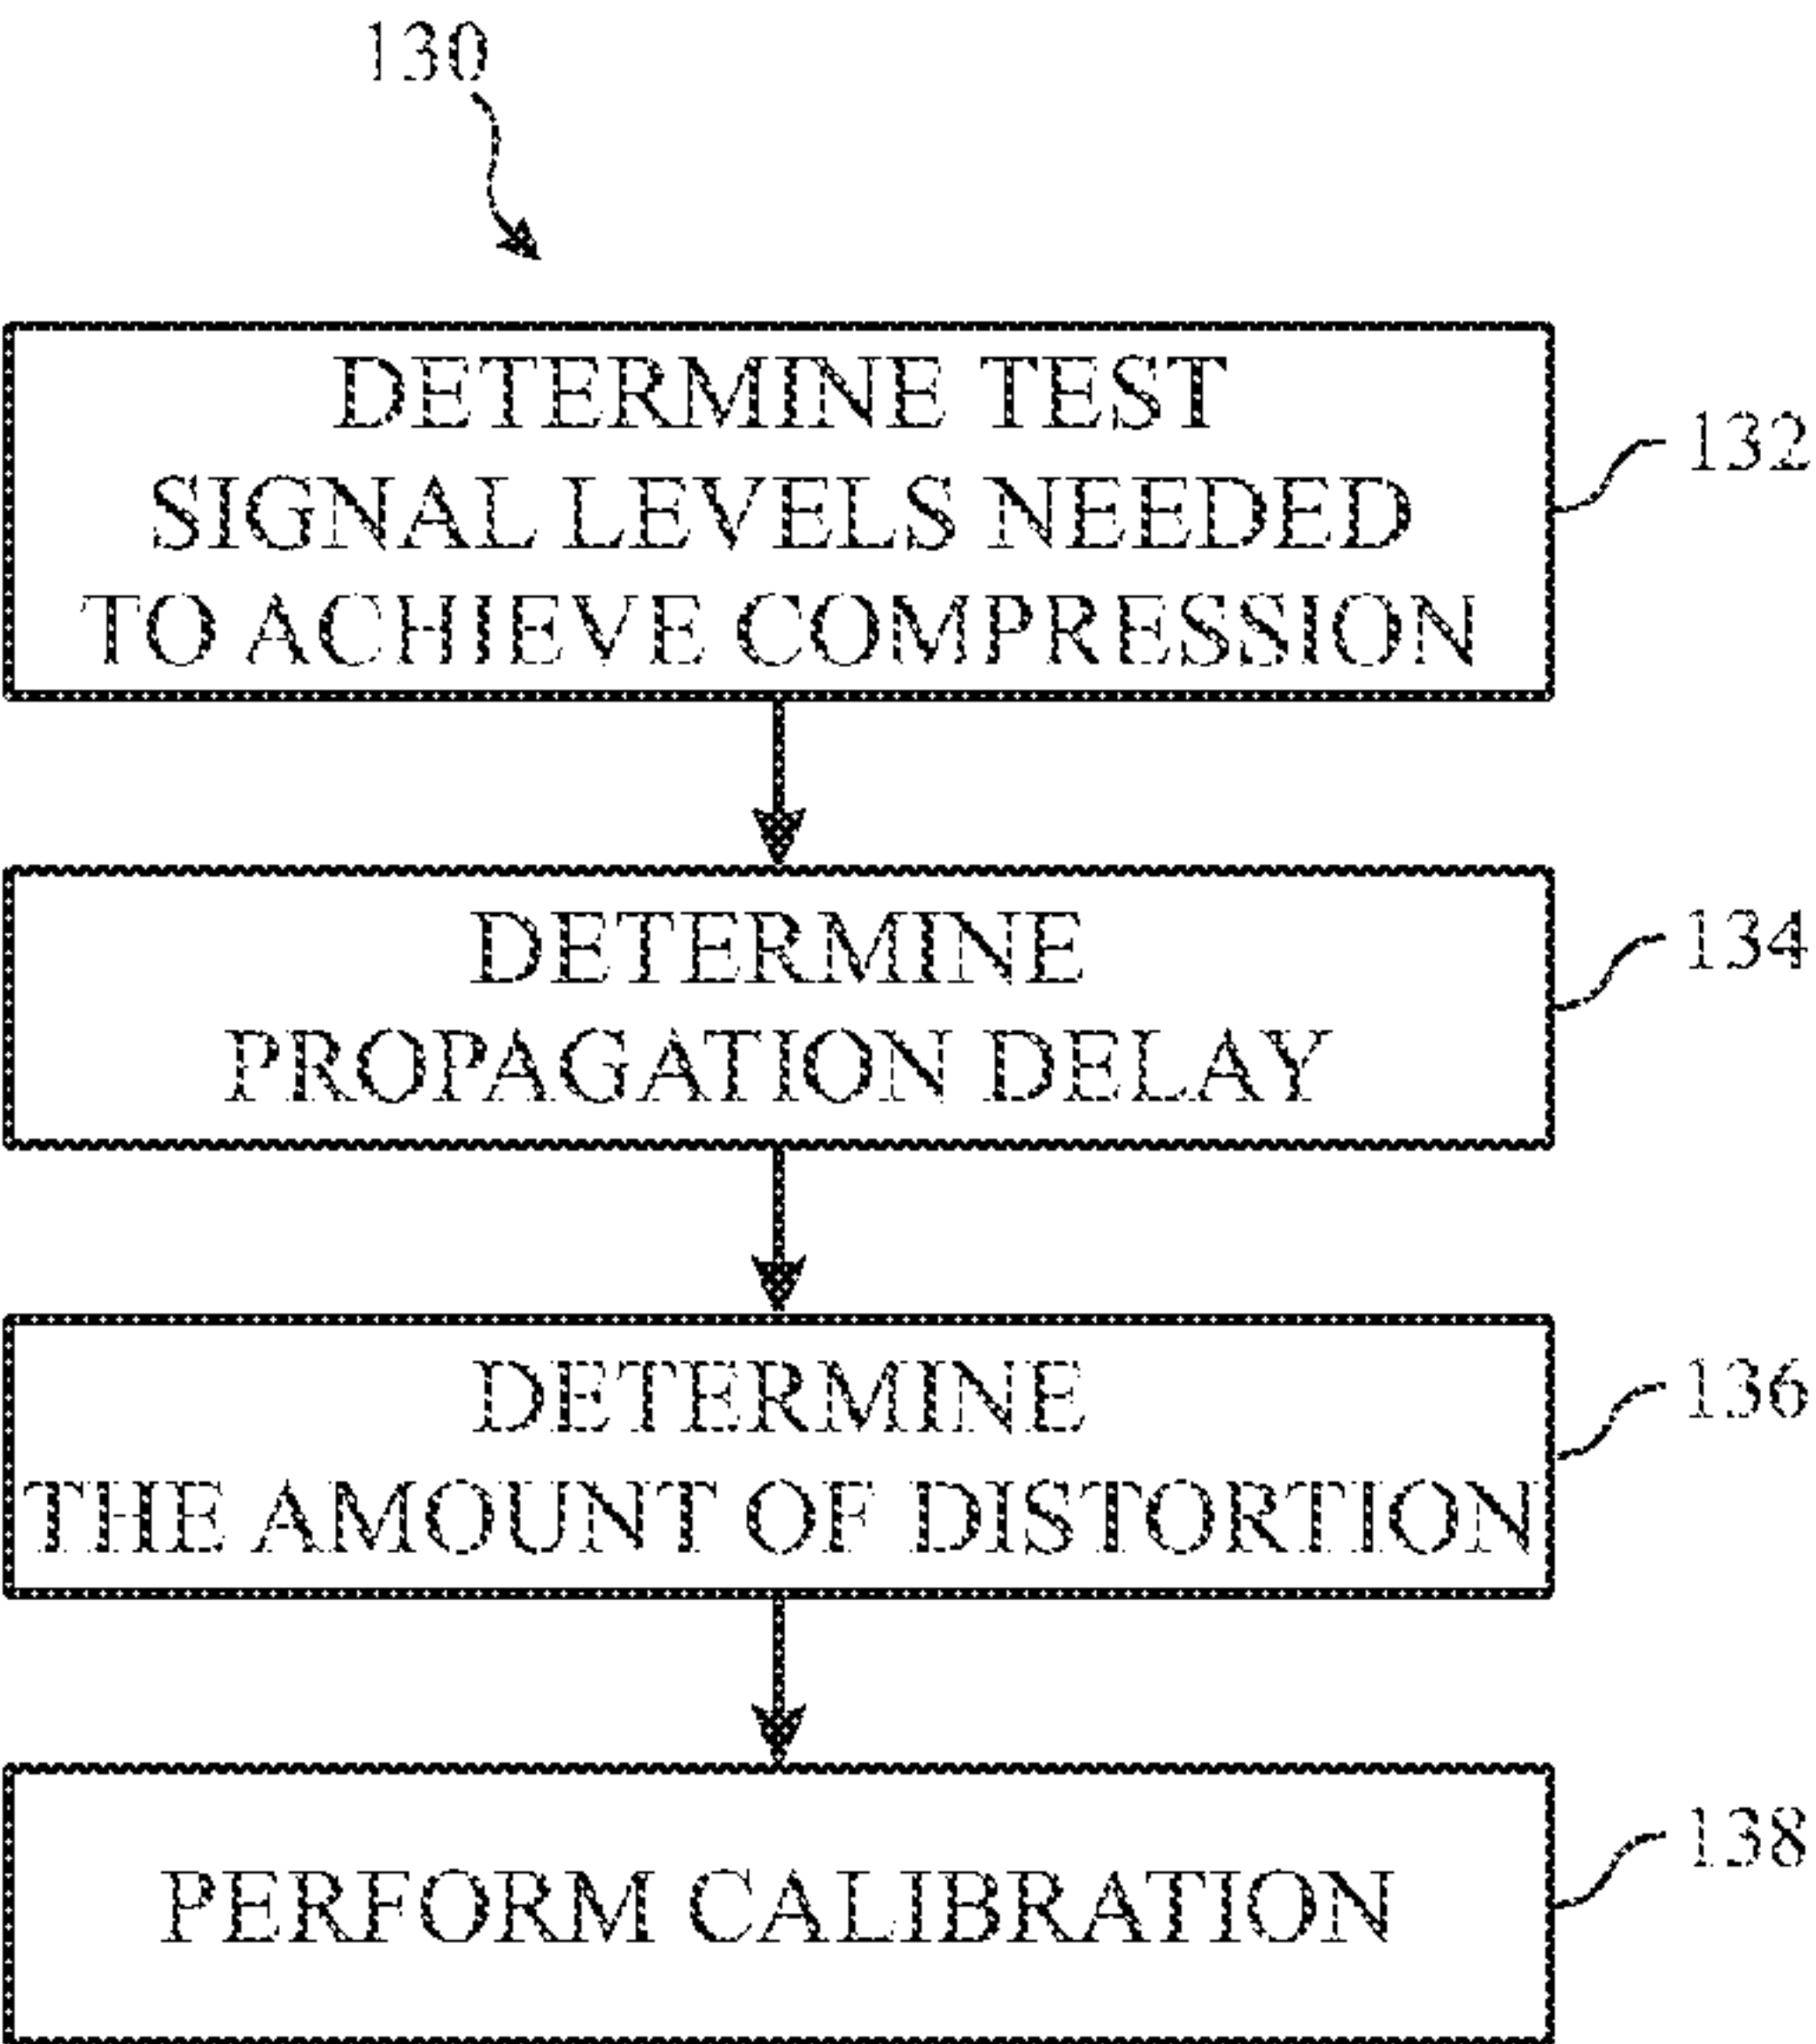 130
DETERMINE TEST
SIGNAL LEVELS NEEDED
TO ACHIEVE COMPRESSION
132
DETERMINE
PROPAGATION DELAY
134
DETERMINE
THE AMOUNT OF DISTORTION
136
PERFORM CALIBRATION
138